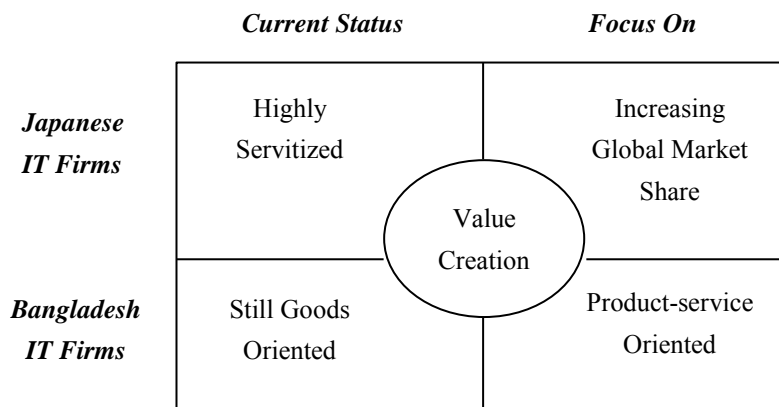 Current Status Focus On
Japanese
IT Firms
Highly
Servitized
Increasing
Global Market
Share
Value
Creation
Bangladesh
IT Firms
Still Goods
Oriented
Product-service
Oriented